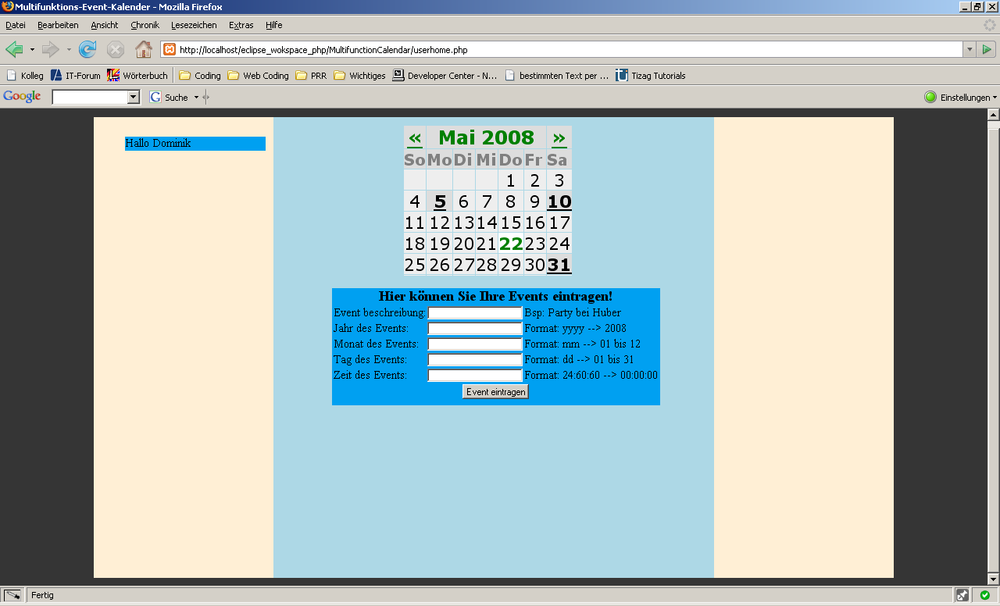 Multifunktions-Event-Kalender - Mozilla Firefox
Datei Bearbeiten Ansicht Chronik Lesezeichen Extras Hilfe
http://localhost/eclipse_wokspace_php/MultifunctionCalendar/userhome.php
Kolleg IT-Forum Wörterbuch Coding Web Coding PRR Wichtiges Developer Center - N... bestimmten Text per ... Tizag Tutorials
Google G Suche Einstellungen
Hallo Dominik
« Mai 2008 »
So Mo Di Mi Do Fr Sa
1 2 3
4 5 6 7 8 9 10
11 12 13 14 15 16 17
18 19 20 21 22 23 24
25 26 27 28 29 30 31
Hier können Sie Ihre Events eintragen!
Event beschreibung: Bsp: Party bei Huber
Jahr des Events: Format: yyyy --> 2008
Monat des Events: Format: mm --> 01 bis 12
Tag des Events: Format: dd --> 01 bis 31
Zeit des Events: Format: 24:60:60 --> 00:00:00
Event eintragen
Fertig